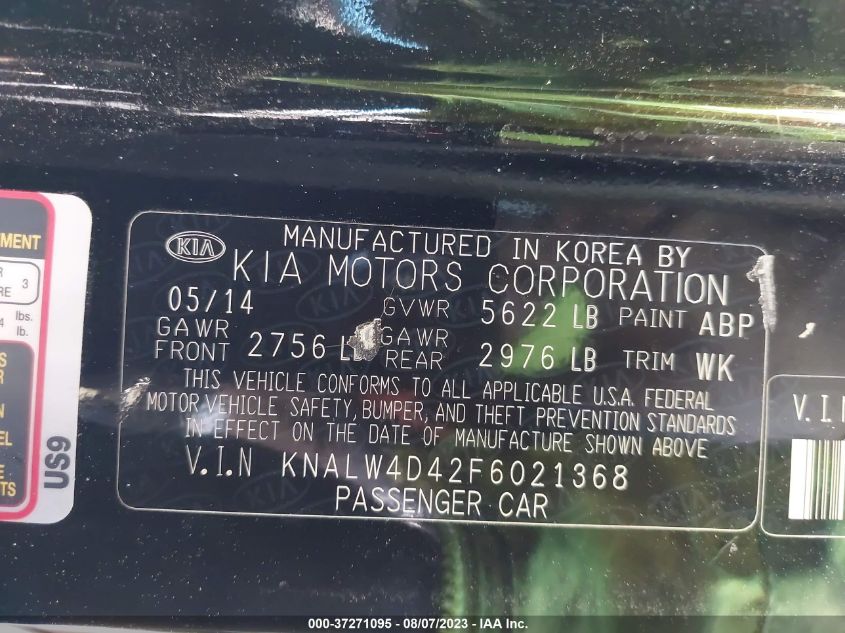 KIA
MANUFACTURED IN KOREA BY
KIA MOTORS CORPORATION
05/14 GVWR 5622 LB PAINT ABP
GAWR FRONT 2756 LB GAWR REAR 2976 LB TRIM WK
THIS VEHICLE CONFORMS TO ALL APPLICABLE U.S.A. FEDERAL
MOTOR VEHICLE SAFETY, BUMPER, AND THEFT PREVENTION STANDARDS
IN EFFECT ON THE DATE OF MANUFACTURE SHOWN ABOVE
V.I.N KNALW4D42F6021368
PASSENGER CAR
3
lbs.
lb.
US9
V.I.N
000-37271095 - 08/07/2023 - IAA Inc.